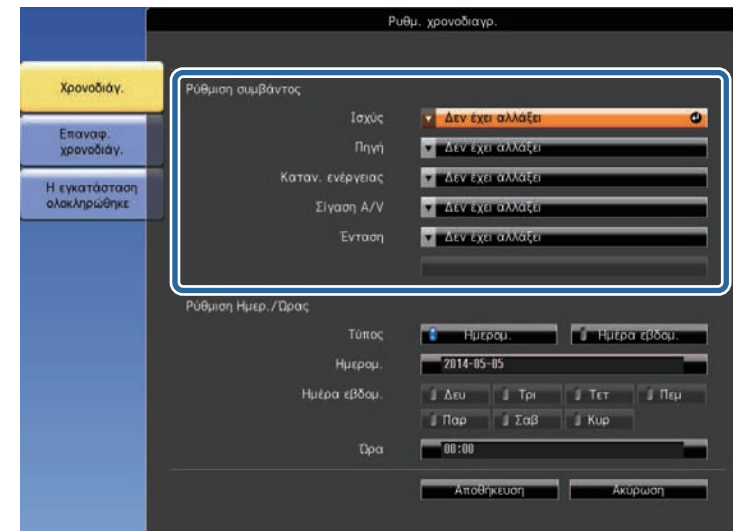 Ρυθμ. χρονοδιαγρ.
Χρονοδιάγ.
Επαναφ.
χρονοδιάγ.
Η εγκατάσταση
ολοκληρώθηκε
Ρύθμιση συμβάντος
Ισχύς Δεν έχει αλλάξει
Πηγή Δεν έχει αλλάξει
Καταν. ενέργειας Δεν έχει αλλάξει
Σίγαση A/V Δεν έχει αλλάξει
Ένταση Δεν έχει αλλάξει
Ρύθμιση Ημερ./Ώρας
Τύπος Ημερομ. Ημέρα εβδομ.
Ημερομ. 2014-05-05
Ημέρα εβδομ. Δευ Τρι Τετ Πεμ
Παρ Σαβ Κυρ
Ώρα 00:00
Αποθήκευση Ακύρωση